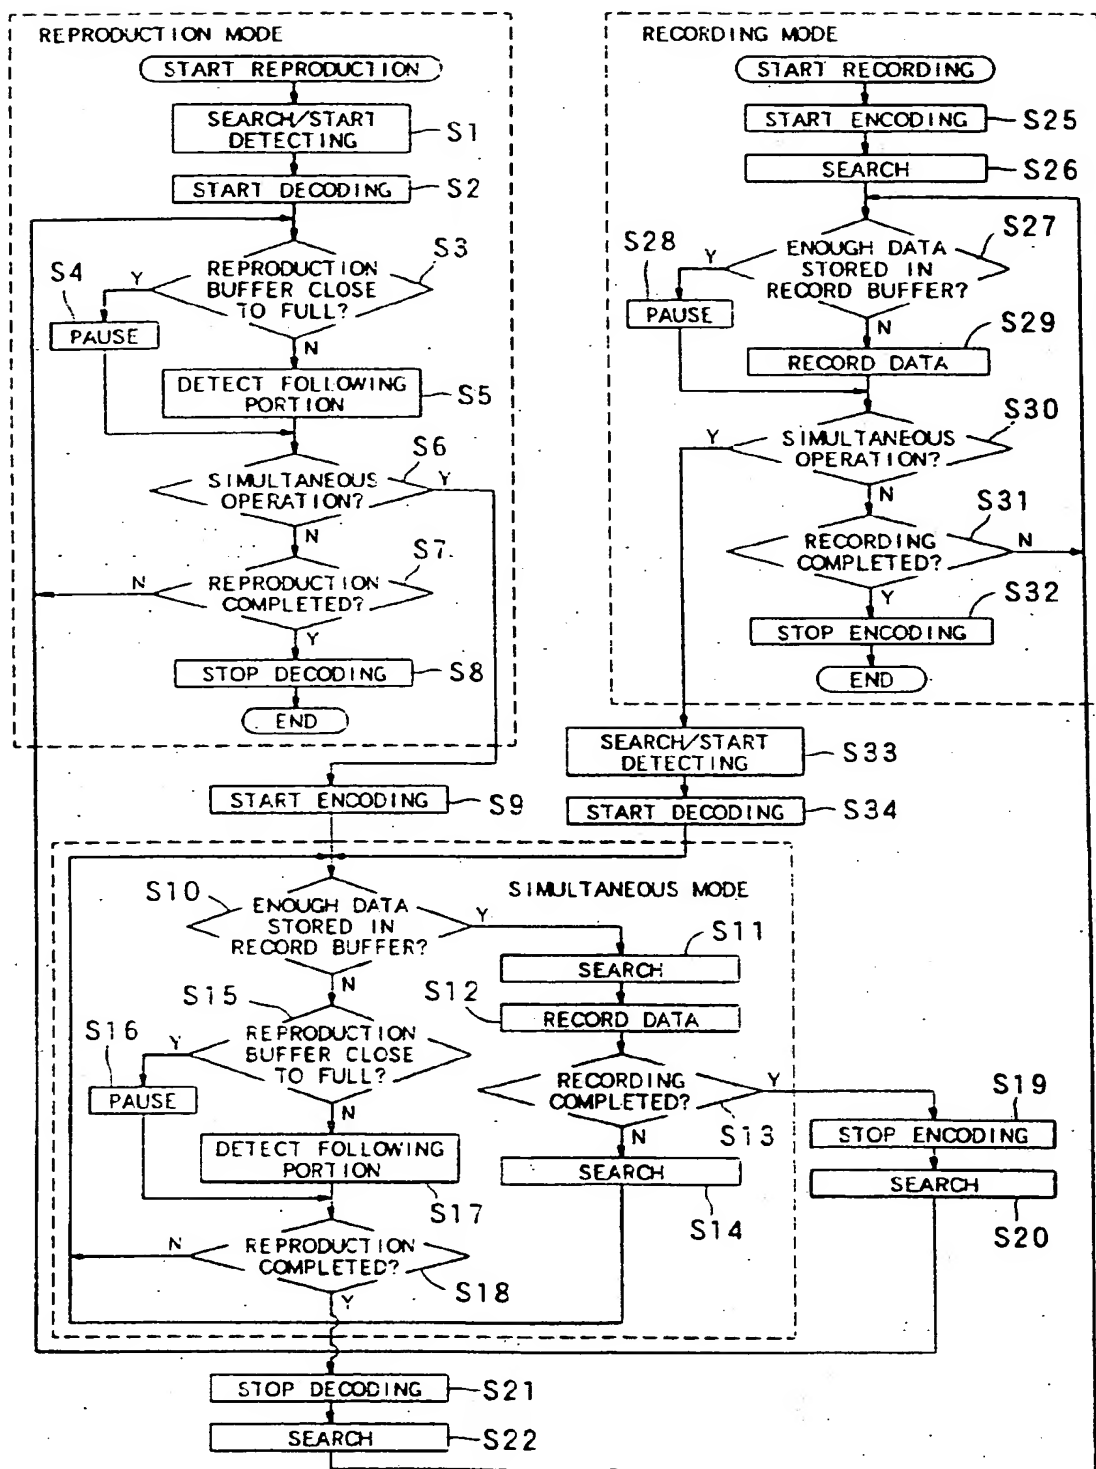 REPRODUCTION MODE
START REPRODUCTION
SEARCH/START
DETECTING
S1
START DECODING
S2
S3
REPRODUCTION
BUFFER CLOSE
TO FULL?
Y
S4
PAUSE
N
DETECT FOLLOWING
PORTION
S5
S6
SIMULTANEOUS
OPERATION?
Y
N
S7
REPRODUCTION
COMPLETED?
N
Y
STOP DECODING
S8
END
START ENCODING
S9
RECORDING MODE
START RECORDING
START ENCODING
S25
SEARCH
S26
S27
ENOUGH DATA
STORED IN
RECORD BUFFER?
S28
Y
PAUSE
N
S29
RECORD DATA
S30
SIMULTANEOUS
OPERATION?
Y
N
S31
RECORDING
COMPLETED?
N
Y
S32
STOP ENCODING
END
SEARCH/START
DETECTING
S33
START DECODING
S34
SIMULTANEOUS MODE
S10
ENOUGH DATA
STORED IN
RECORD BUFFER?
Y
N
S11
SEARCH
S12
RECORD DATA
RECORDING
COMPLETED?
Y
S13
N
SEARCH
S14
S15
REPRODUCTION
BUFFER CLOSE
TO FULL?
Y
S16
PAUSE
N
DETECT FOLLOWING
PORTION
S17
REPRODUCTION
COMPLETED?
N
S18
Y
S19
STOP ENCODING
SEARCH
S20
STOP DECODING
S21
SEARCH
S22